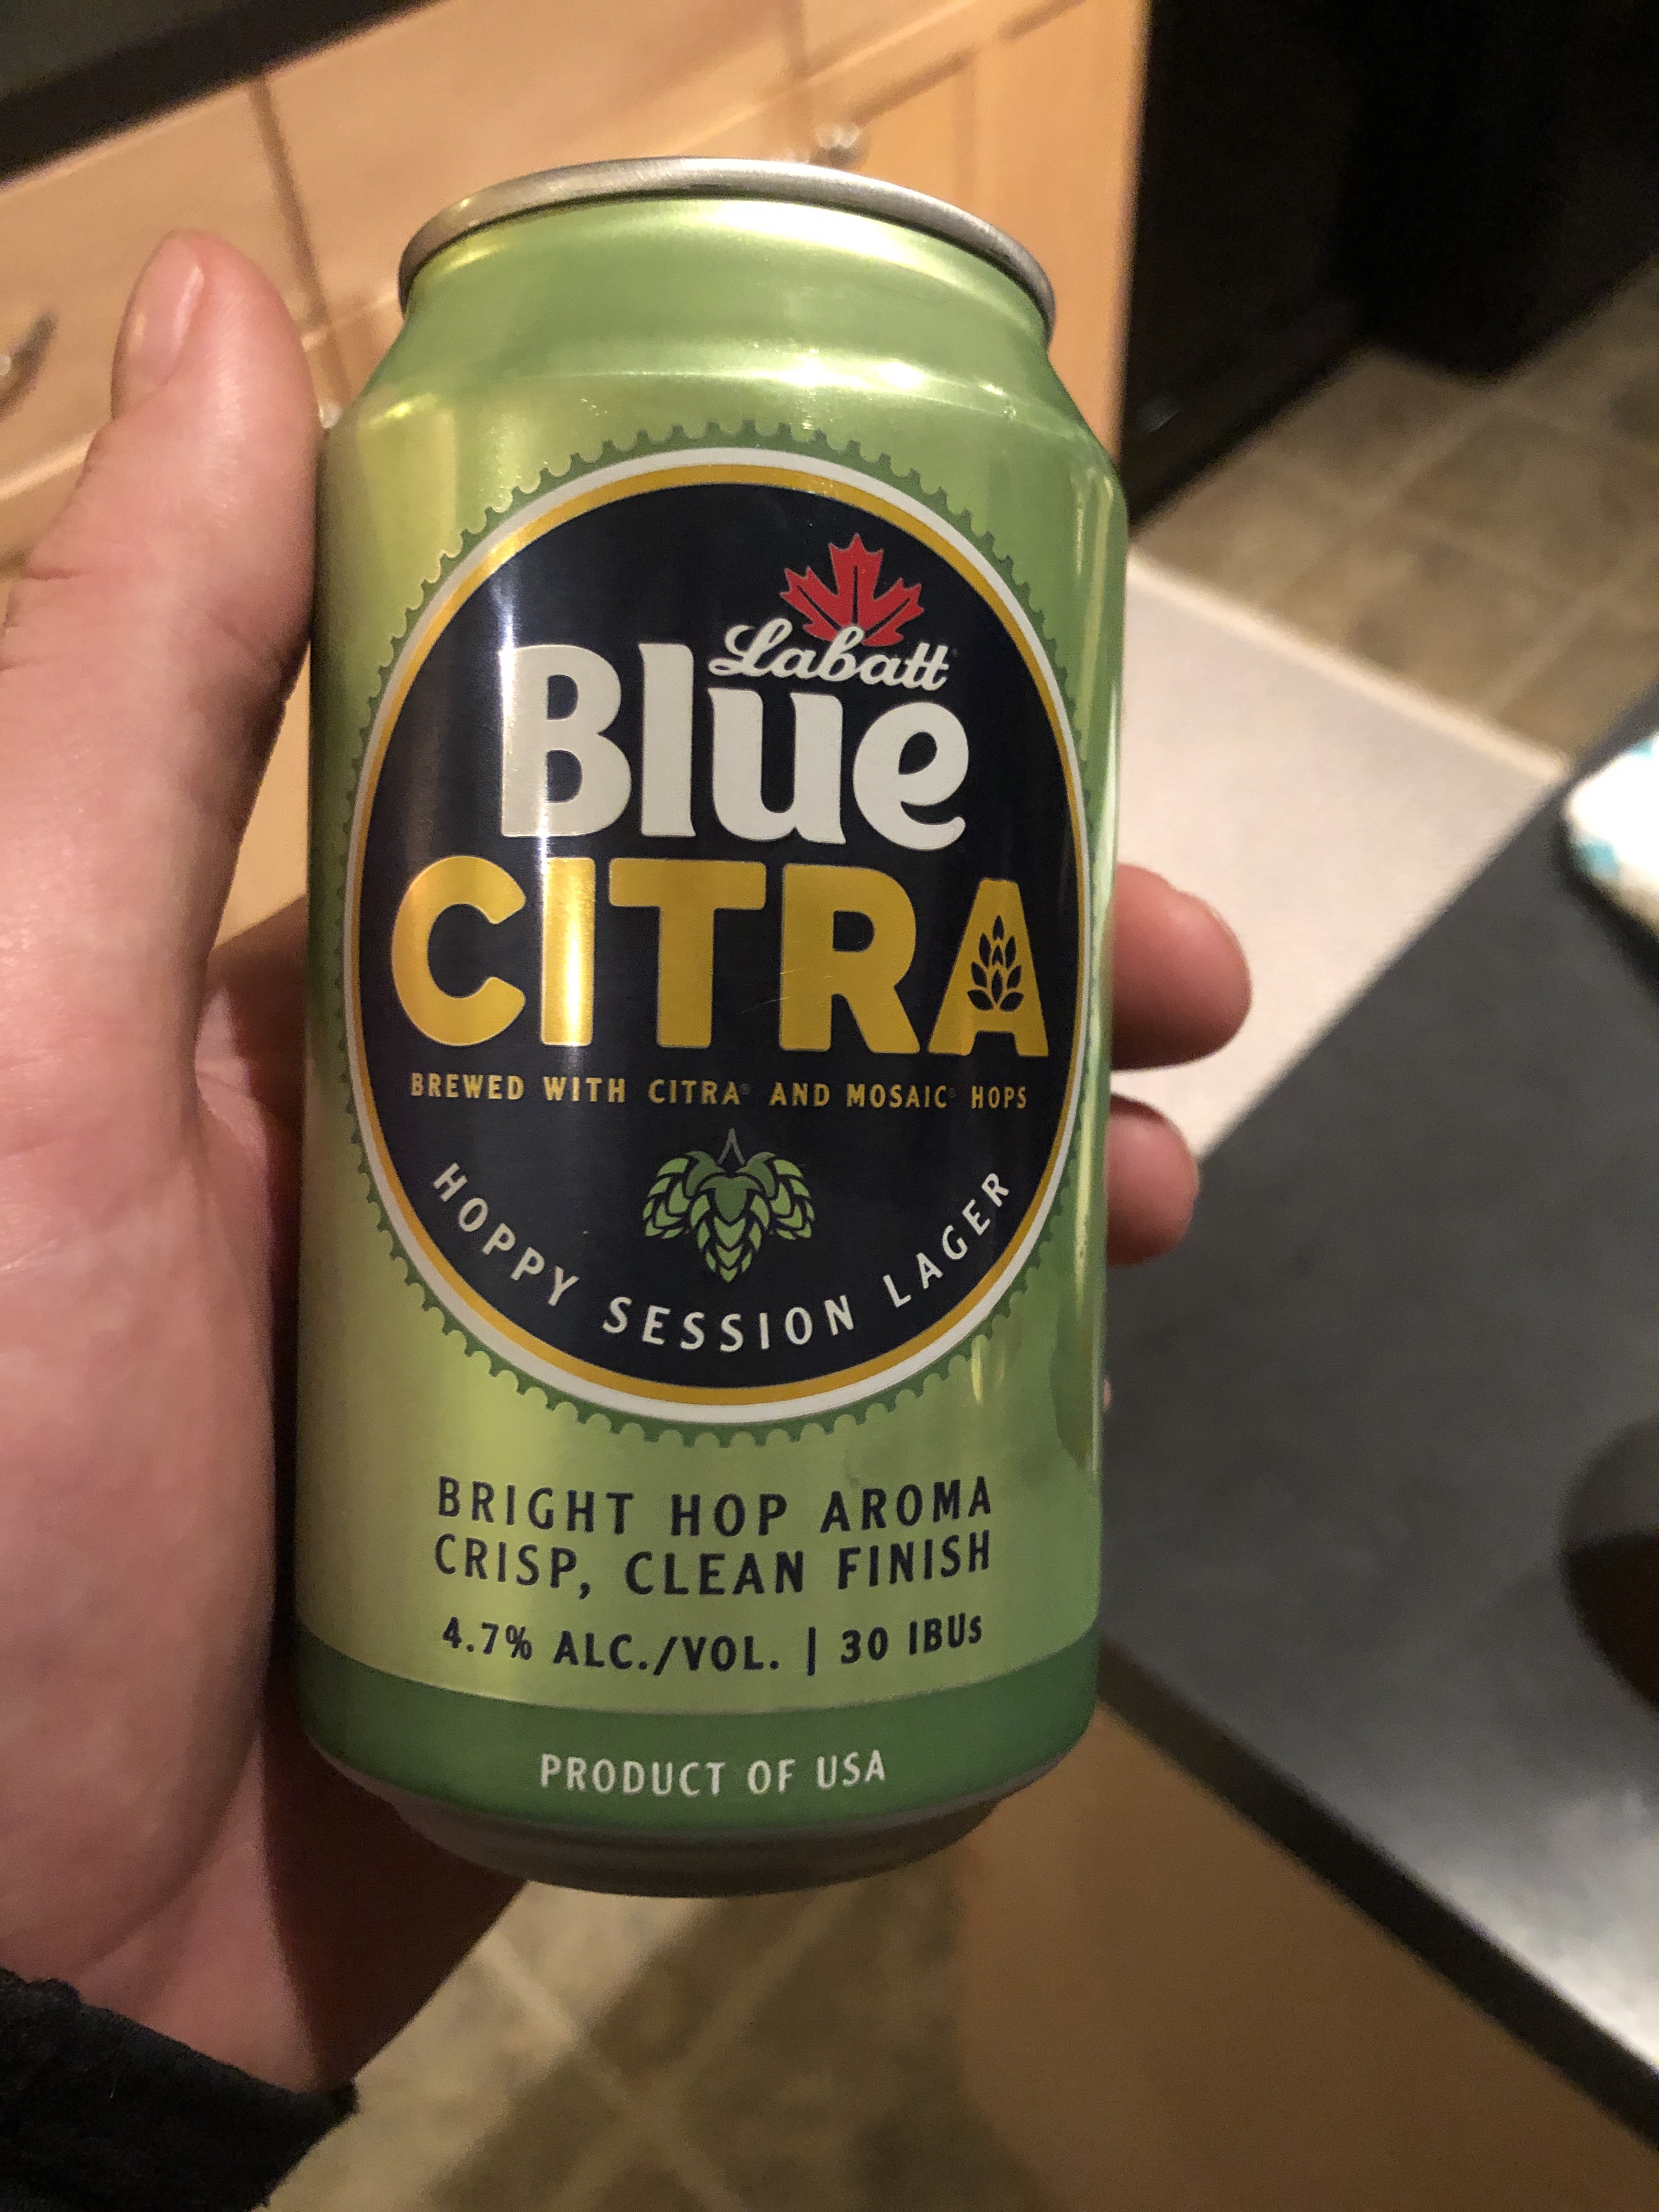 Labatt
Blue
CITRA
BREWED WITH CITRA® AND MOSAIC® HOPS
HOPPY SESSION LAGER
BRIGHT HOP AROMA
CRISP, CLEAN FINISH
4.7% ALC./VOL. | 30 IBUs
PRODUCT OF USA